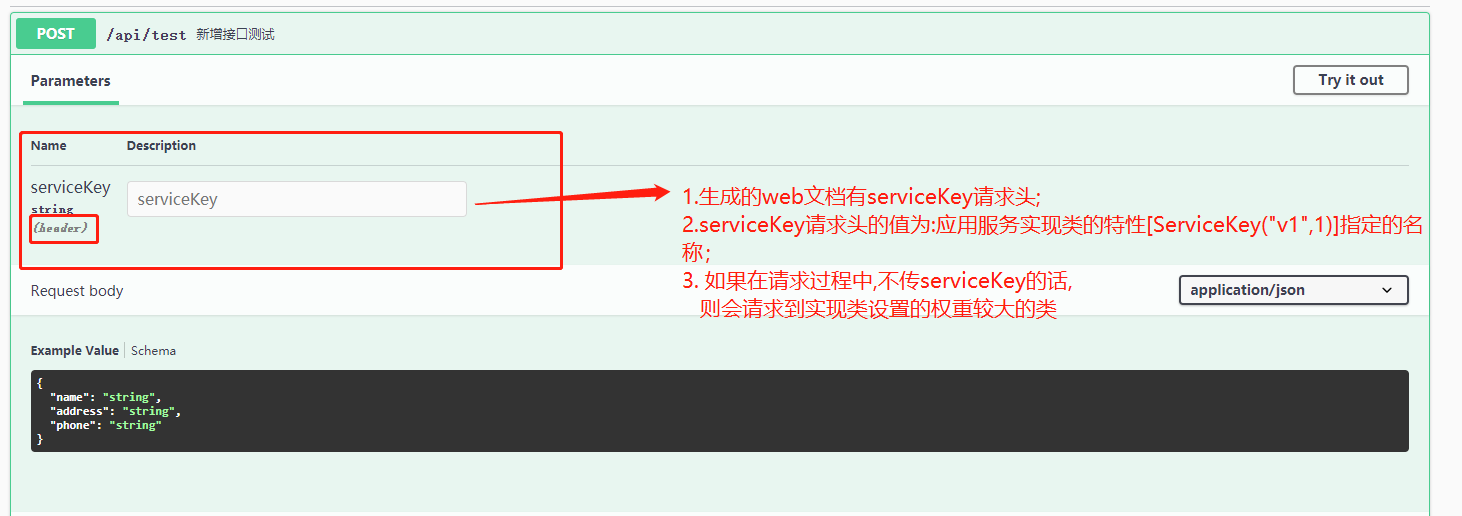 POST /api/test 新增接口测试
Parameters
Try it out
Name Description
serviceKey
string
(header)
serviceKey
1.生成的web文档有serviceKey请求头;
2.serviceKey请求头的值为:应用服务实现类的特性[ServiceKey("v1",1)]指定的名
称；
3. 如果在请求过程中,不传serviceKey的话,
则会请求到实现类设置的权重较大的类
Request body
application/json
Example Value Schema
{
"name": "string",
"address": "string",
"phone": "string"
}